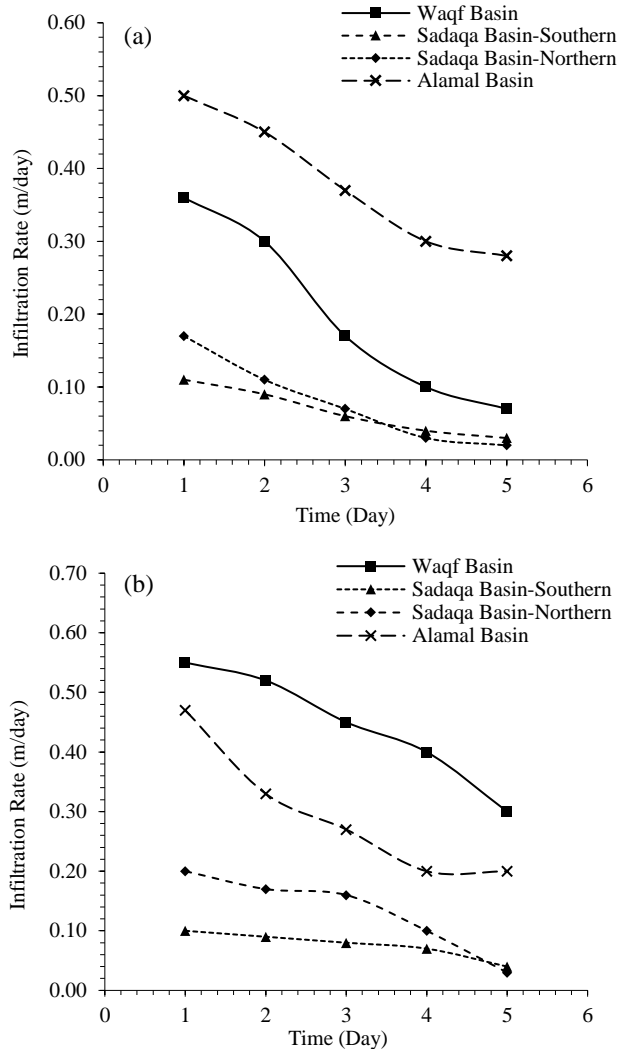 (a)
Waqf Basin
Sadaqa Basin-Southern
Sadaqa Basin-Northern
Alamal Basin
0.60
0.50
0.40
0.30
0.20
0.10
0.00
Infiltration Rate (m/day)
0 1 2 3 4 5 6
Time (Day)
(b)
Waqf Basin
Sadaqa Basin-Southern
Sadaqa Basin-Northern
Alamal Basin
0.70
0.60
0.50
0.40
0.30
0.20
0.10
0.00
Infiltration Rate (m/day)
0 1 2 3 4 5 6
Time (Day)